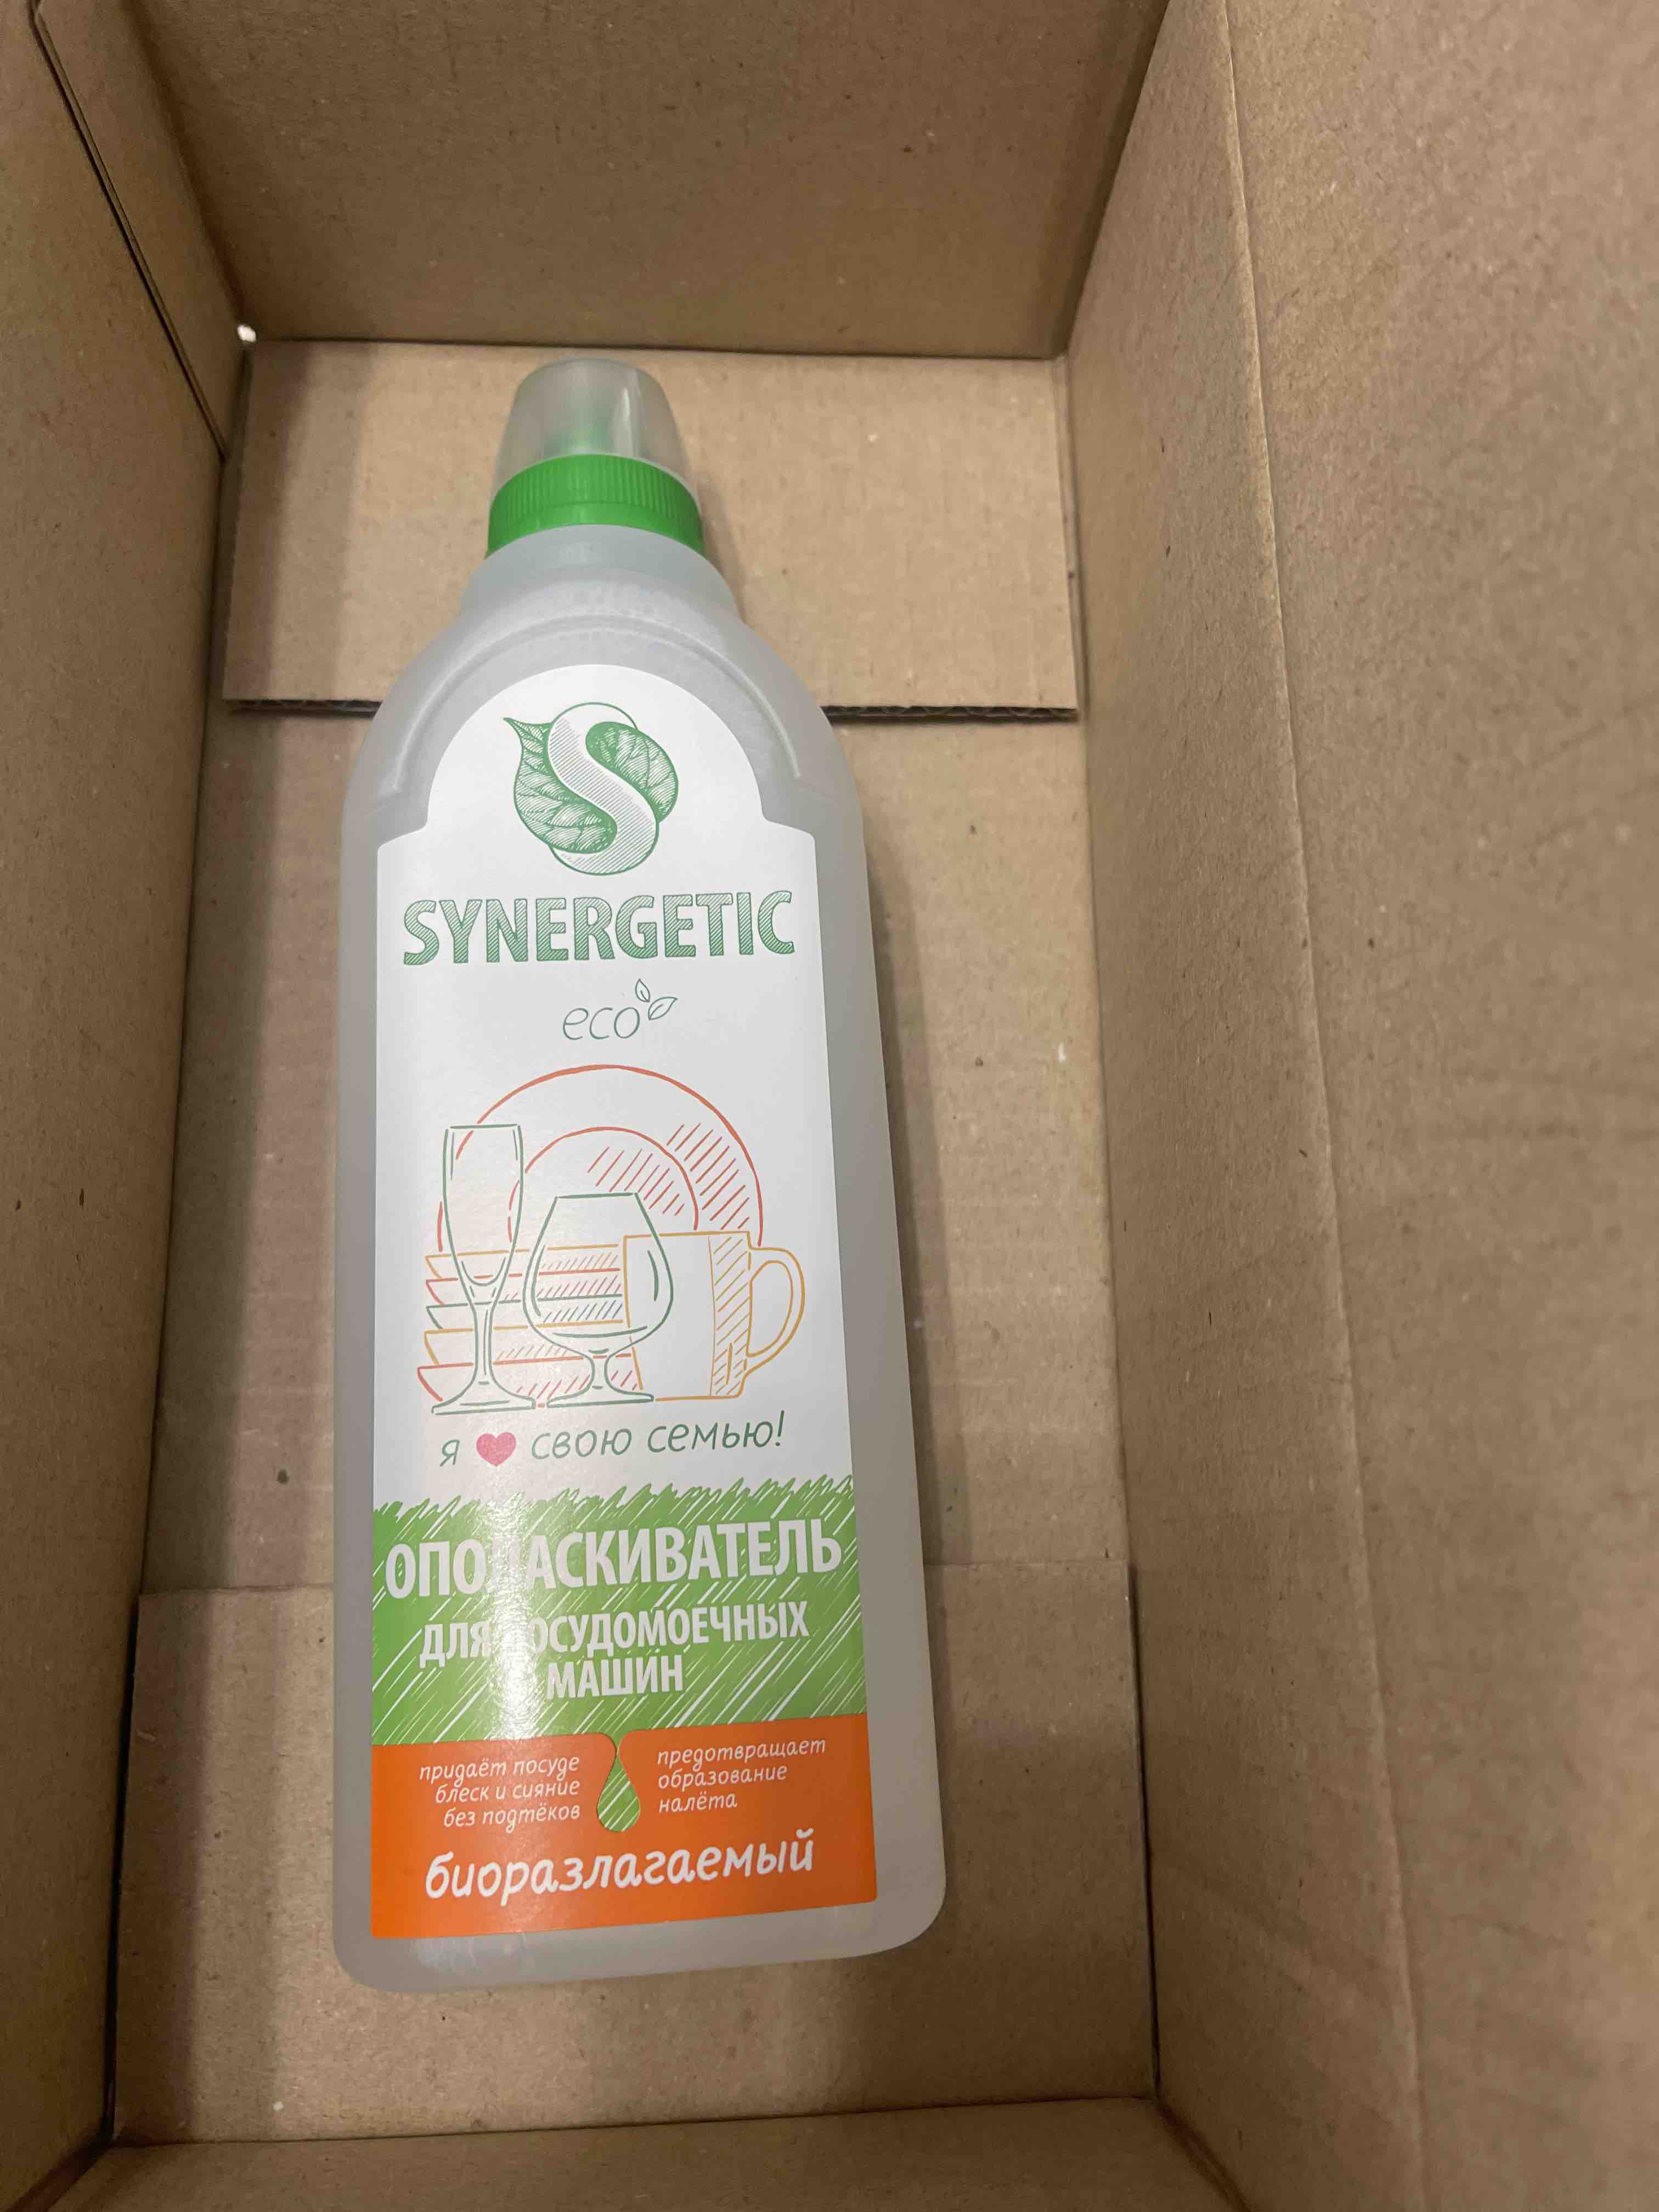 SYNERGETIC
eco
я ❤ свою семью!
ОПОЛАСКИВАТЕЛЬ
ДЛЯ ПОСУДОМОЕЧНЫХ
МАШИН
придаёт посуде
блеск и сияние
без подтёков
предотвращает
образование
налёта
биоразлагаемый